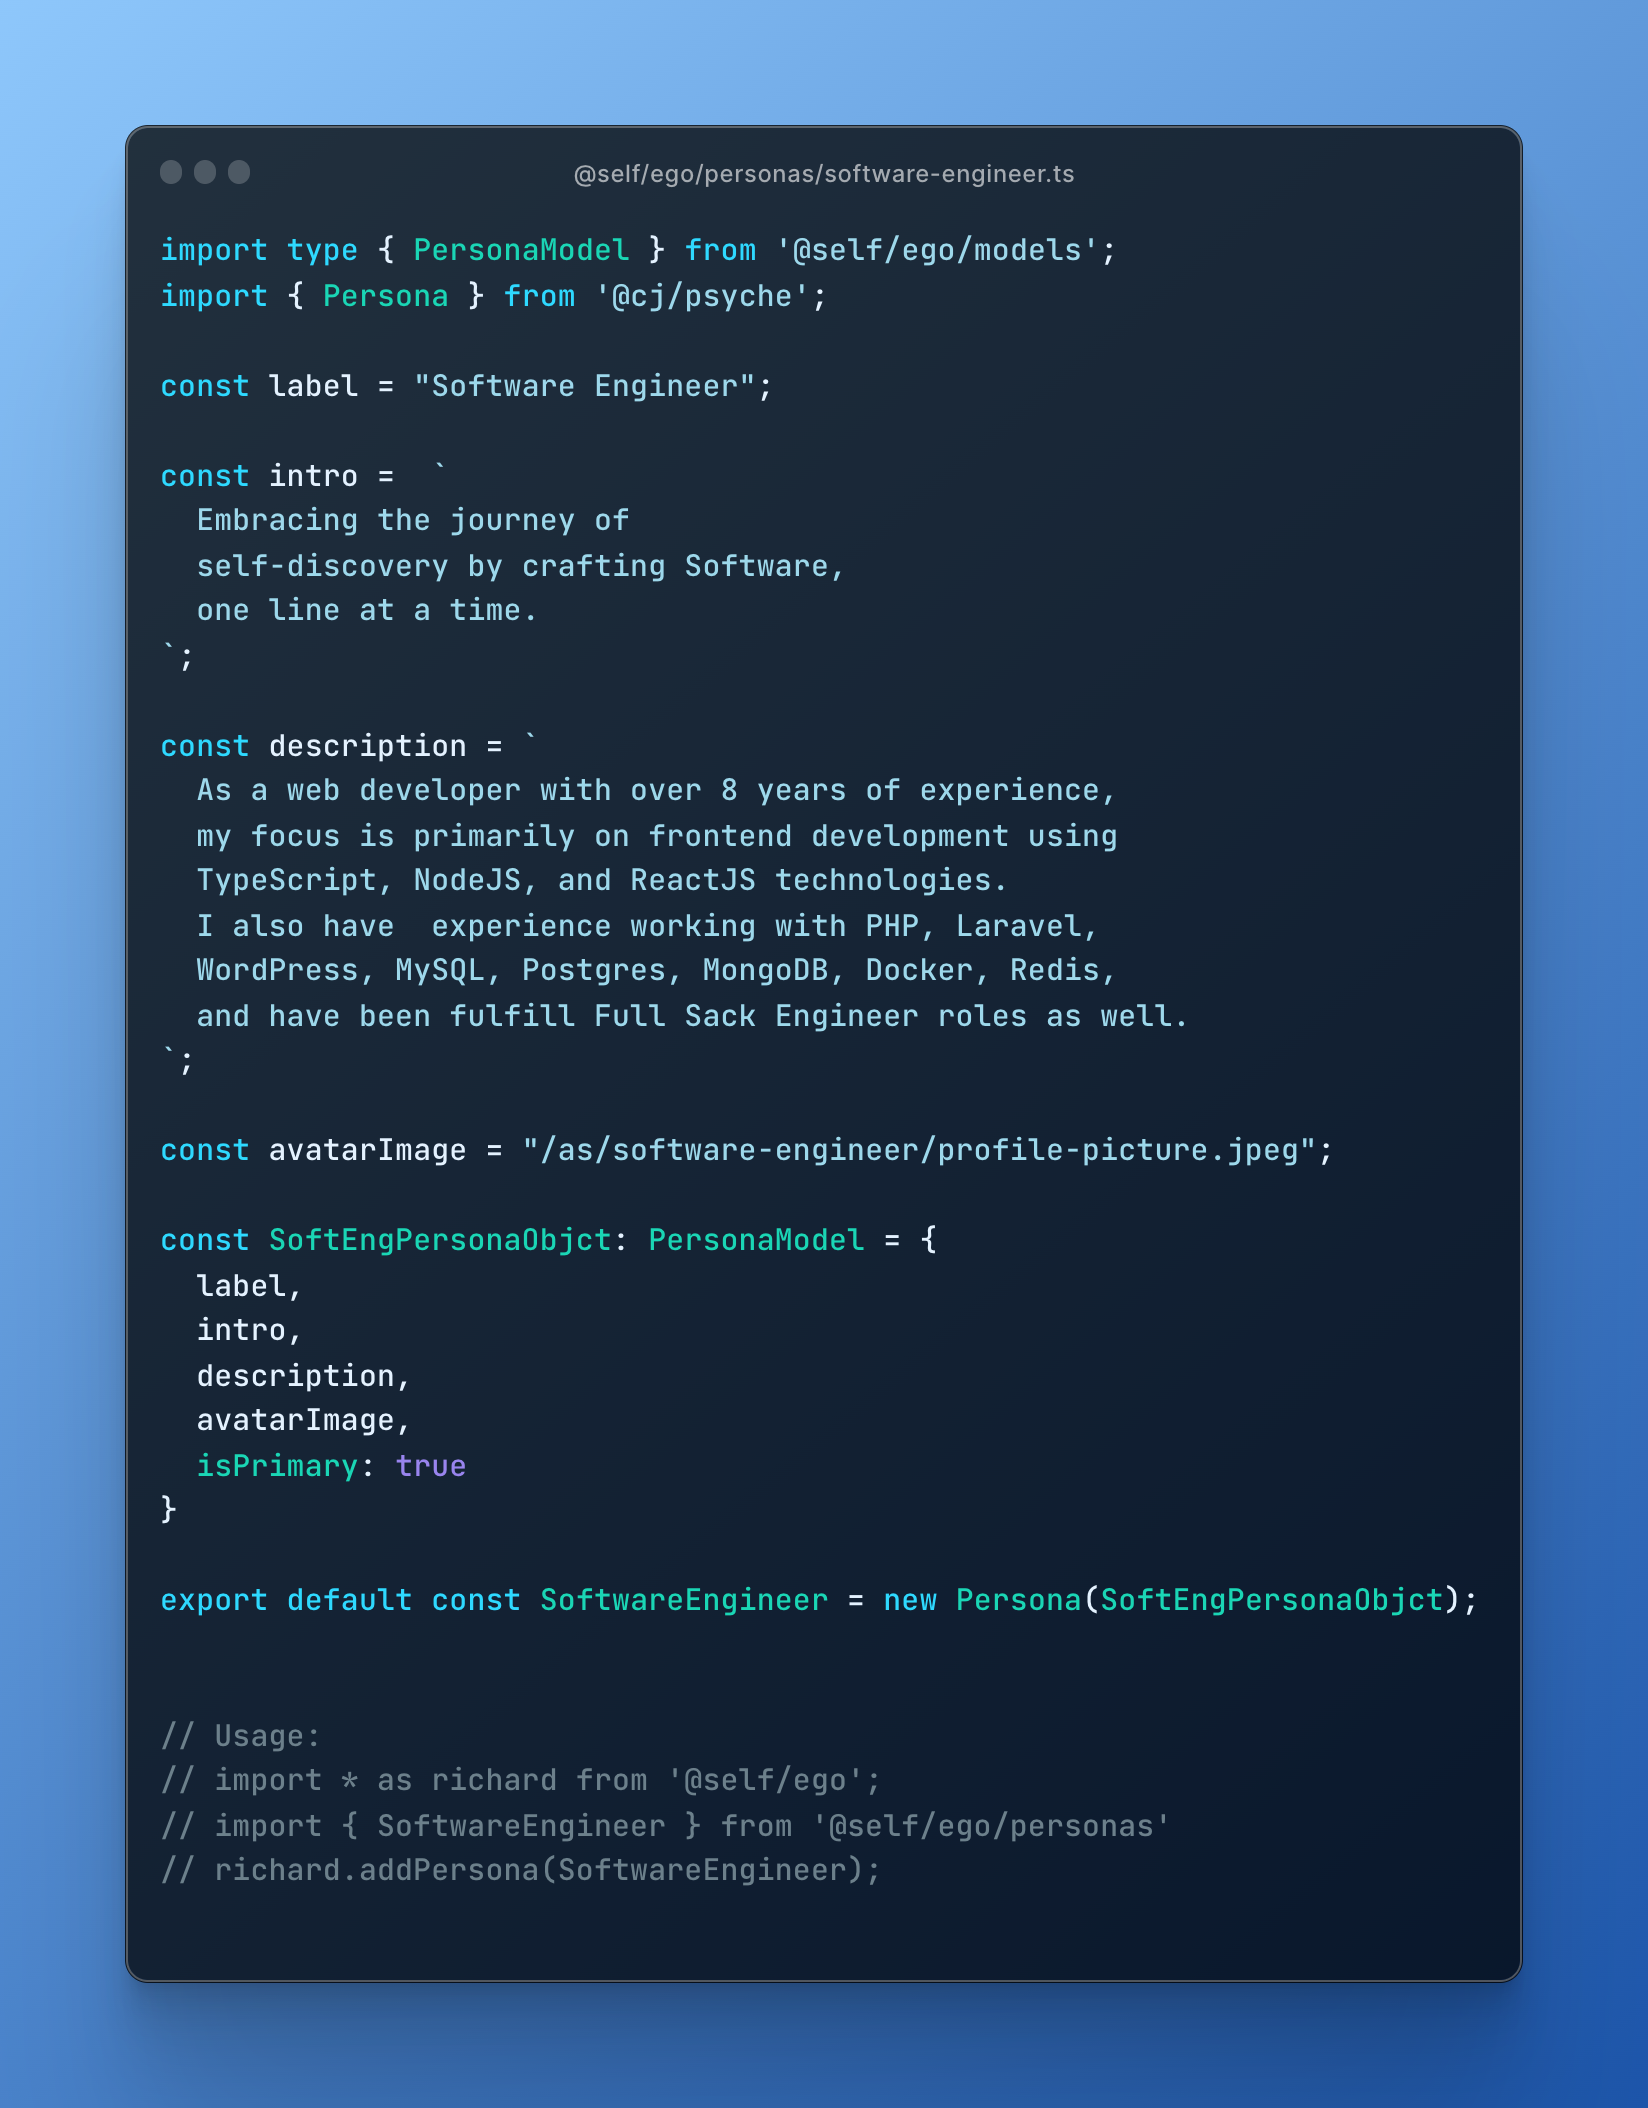 @self/ego/personas/software-engineer.ts
import type { PersonaModel } from '@self/ego/models';
import { Persona } from '@cj/psyche';
const label = "Software Engineer";
const intro =  `
  Embracing the journey of
  self-discovery by crafting Software,
  one line at a time.
`;
const description = `
  As a web developer with over 8 years of experience,
  my focus is primarily on frontend development using
  TypeScript, NodeJS, and ReactJS technologies.
  I also have  experience working with PHP, Laravel,
  WordPress, MySQL, Postgres, MongoDB, Docker, Redis,
  and have been fulfill Full Sack Engineer roles as well.
`;
const avatarImage = "/as/software-engineer/profile-picture.jpeg";
const SoftEngPersonaObjct: PersonaModel = {
  label,
  intro,
  description,
  avatarImage,
  isPrimary: true
}
export default const SoftwareEngineer = new Persona(SoftEngPersonaObjct);
// Usage:
// import * as richard from '@self/ego';
// import { SoftwareEngineer } from '@self/ego/personas'
// richard.addPersona(SoftwareEngineer);